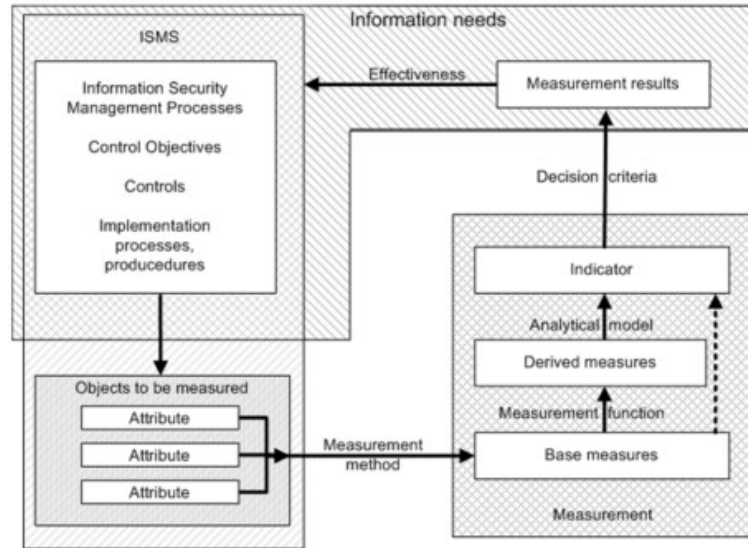 Information needs
ISMS
Information Security
Management Processes
Control Objectives
Controls
Implementation
processes,
producedures
Effectiveness
Measurement results
Decision criteria
Indicator
Analytical model
Derived measures
Measurement function
Base measures
Measurement
Objects to be measured
Attribute
Attribute
Attribute
Measurement
method